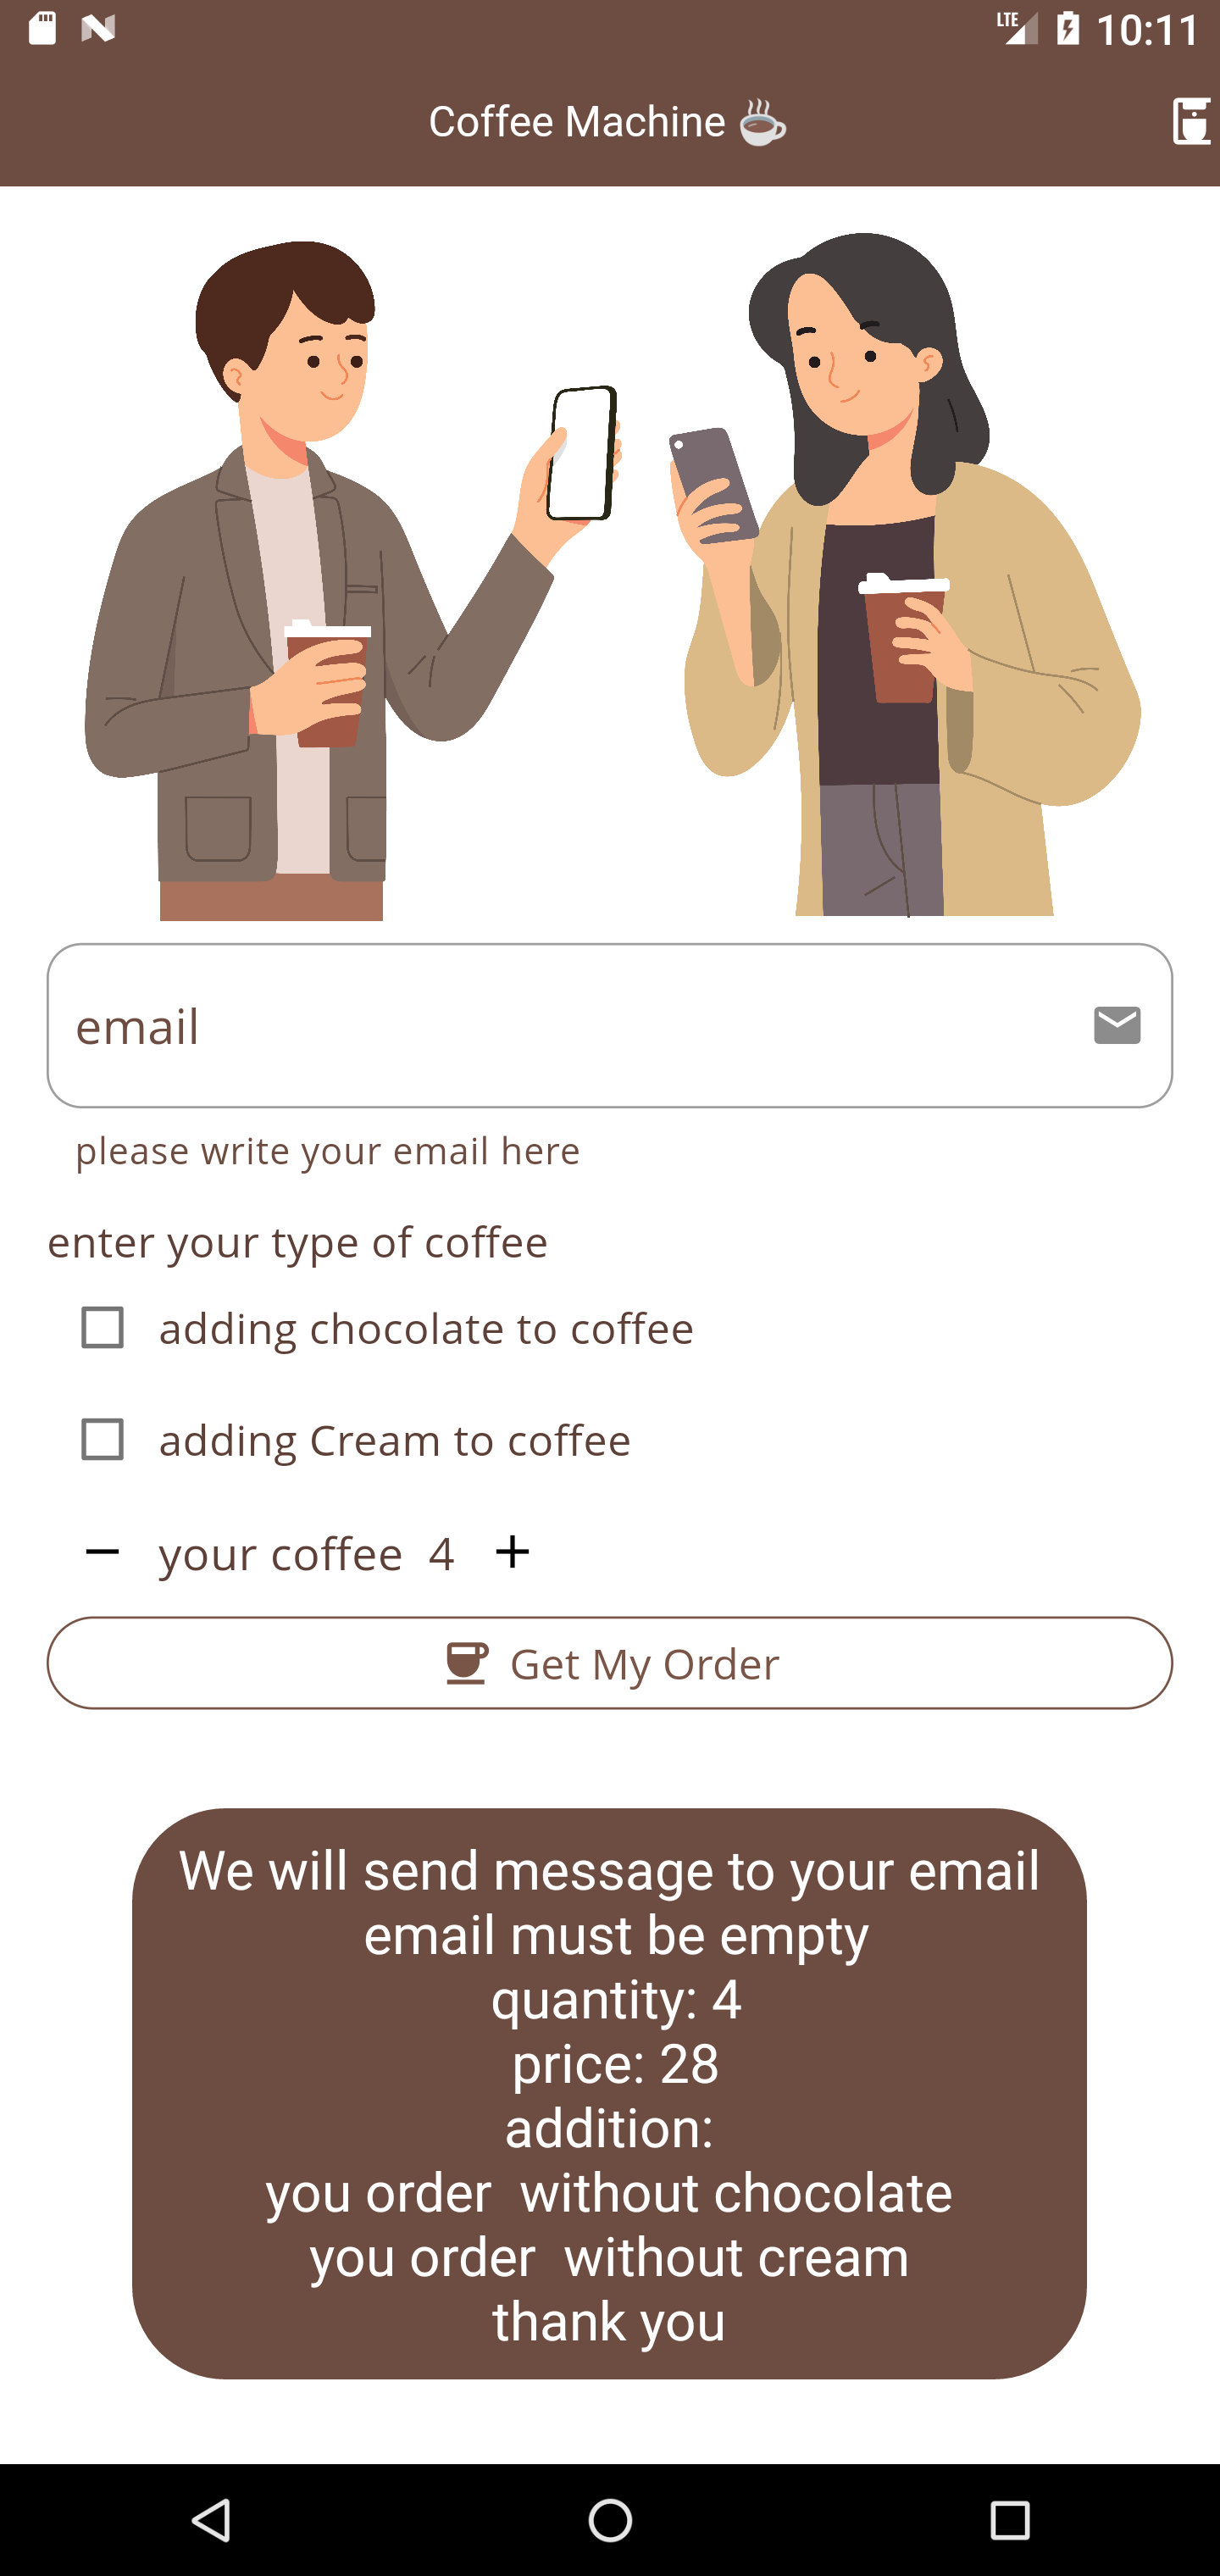 LTE 10:11
Coffee Machine ☕
email
please write your email here
enter your type of coffee
adding chocolate to coffee
adding Cream to coffee
− your coffee 4 +
Get My Order
We will send message to your email
email must be empty
quantity: 4
price: 28
addition:
you order  without chocolate
you order  without cream
thank you